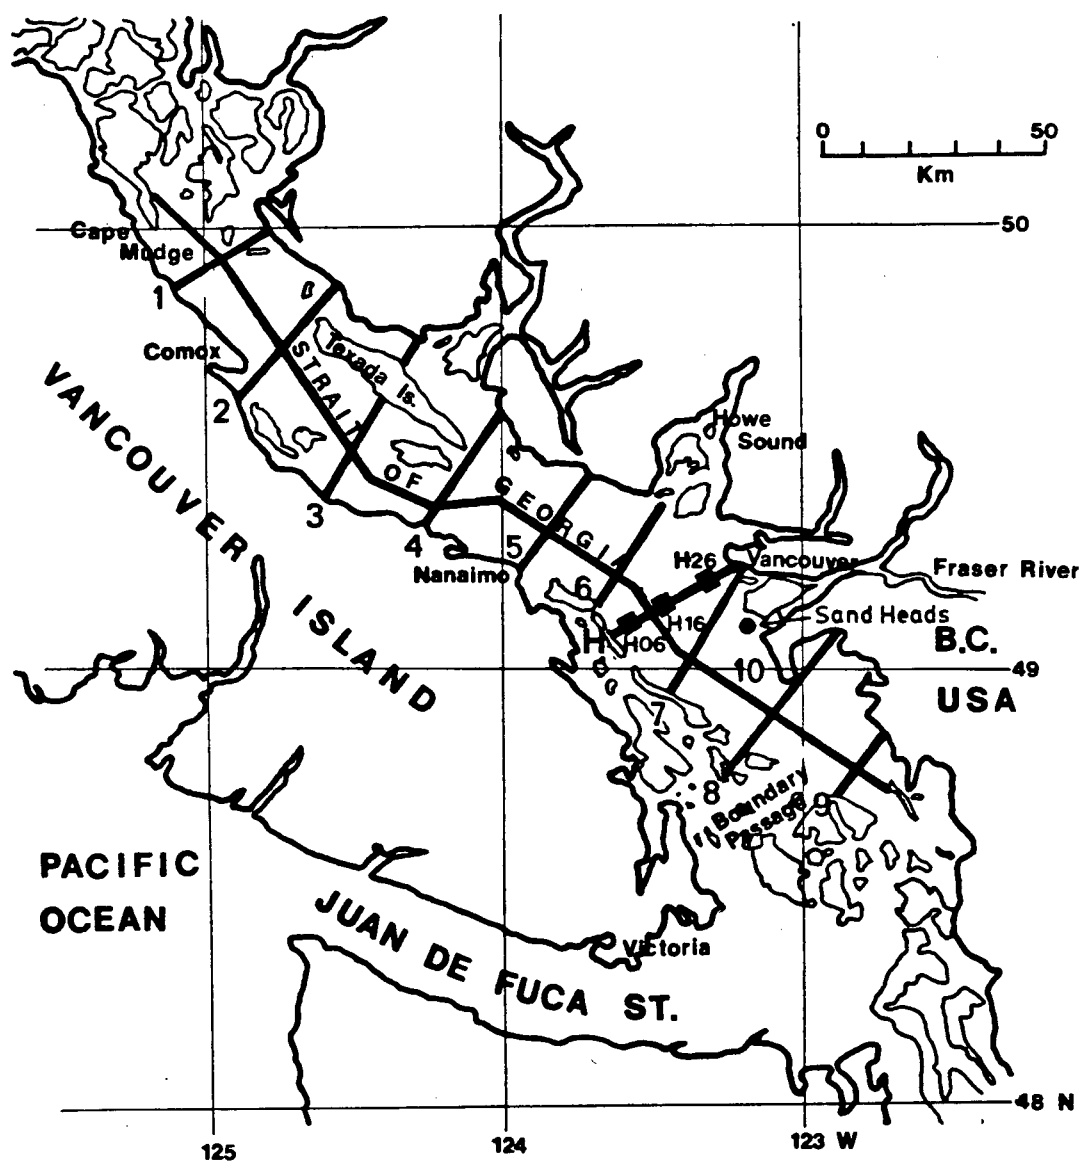 0 50
Km
50
Cape
Mudge
1
Comox
2
STRAIT
Texada Is.
OF
GEORGIA
Howe
Sound
VANCOUVER
ISLAND
3
4
5
Nanaimo
6
H26
Vancouver
Fraser River
H16
Sand Heads
H
H06
B.C.
10
49
USA
7
8
Boundary
Passage
9
PACIFIC
OCEAN
JUAN DE FUCA ST.
Victoria
48 N
125
124
123 W